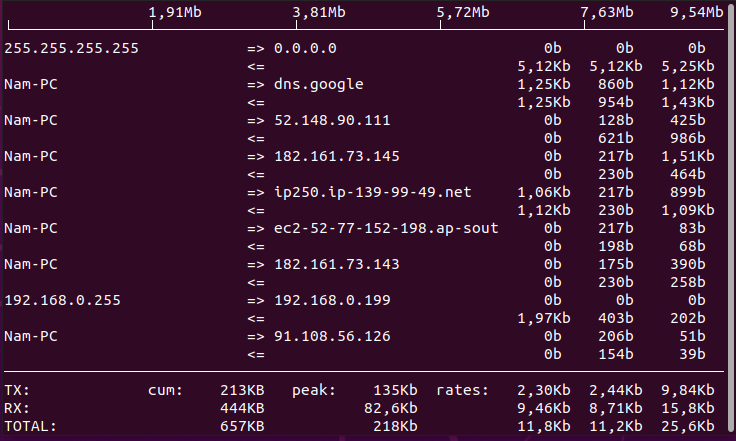 1,91Mb 3,81Mb 5,72Mb 7,63Mb 9,54Mb
255.255.255.255 => 0.0.0.0 0b 0b 0b
<= 5,12Kb 5,12Kb 5,25Kb
Nam-PC => dns.google 1,25Kb 860b 1,12Kb
<= 1,25Kb 954b 1,43Kb
Nam-PC => 52.148.90.111 0b 128b 425b
<= 0b 621b 986b
Nam-PC => 182.161.73.145 0b 217b 1,51Kb
<= 0b 230b 464b
Nam-PC => ip250.ip-139-99-49.net 1,06Kb 217b 899b
<= 1,12Kb 230b 1,09Kb
Nam-PC => ec2-52-77-152-198.ap-sout 0b 217b 83b
<= 0b 198b 68b
Nam-PC => 182.161.73.143 0b 175b 390b
<= 0b 230b 258b
192.168.0.255 => 192.168.0.199 0b 0b 0b
<= 1,97Kb 403b 202b
Nam-PC => 91.108.56.126 0b 206b 51b
<= 0b 154b 39b
TX: cum: 213KB peak: 135Kb rates: 2,30Kb 2,44Kb 9,84Kb
RX: 444KB 82,6Kb 9,46Kb 8,71Kb 15,8Kb
TOTAL: 657KB 218Kb 11,8Kb 11,2Kb 25,6Kb